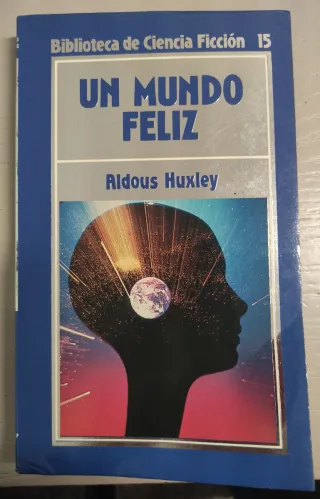 Biblioteca de Ciencia Ficción 15
UN MUNDO
FELIZ
Aldous Huxley